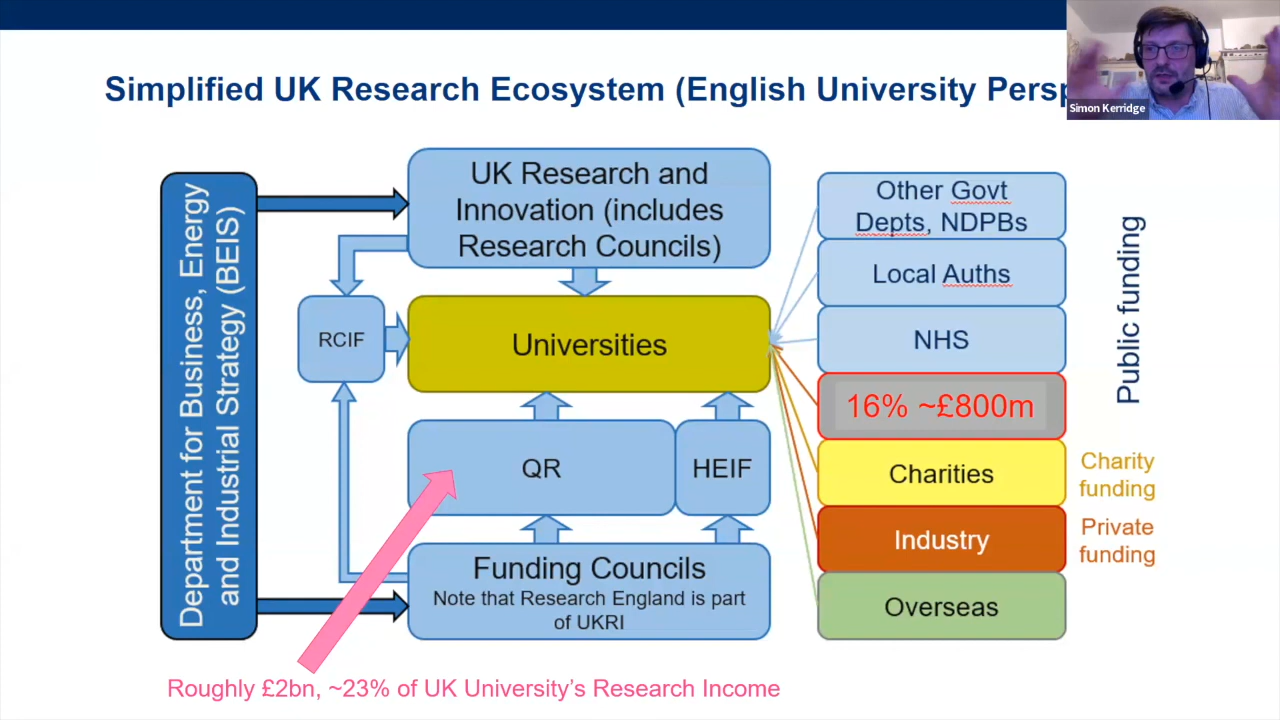 Simplified UK Research Ecosystem (English University Persp
Simon Kerridge
Department for Business, Energy
and Industrial Strategy (BEIS)
UK Research and
Innovation (includes
Research Councils)
RCIF
Universities
QR
HEIF
Funding Councils
Note that Research England is part
of UKRI
Other Govt
Depts, NDPBs
Local Auths
NHS
16% ~£800m
Charities
Industry
Overseas
Public funding
Charity
funding
Private
funding
Roughly £2bn, ~23% of UK University’s Research Income